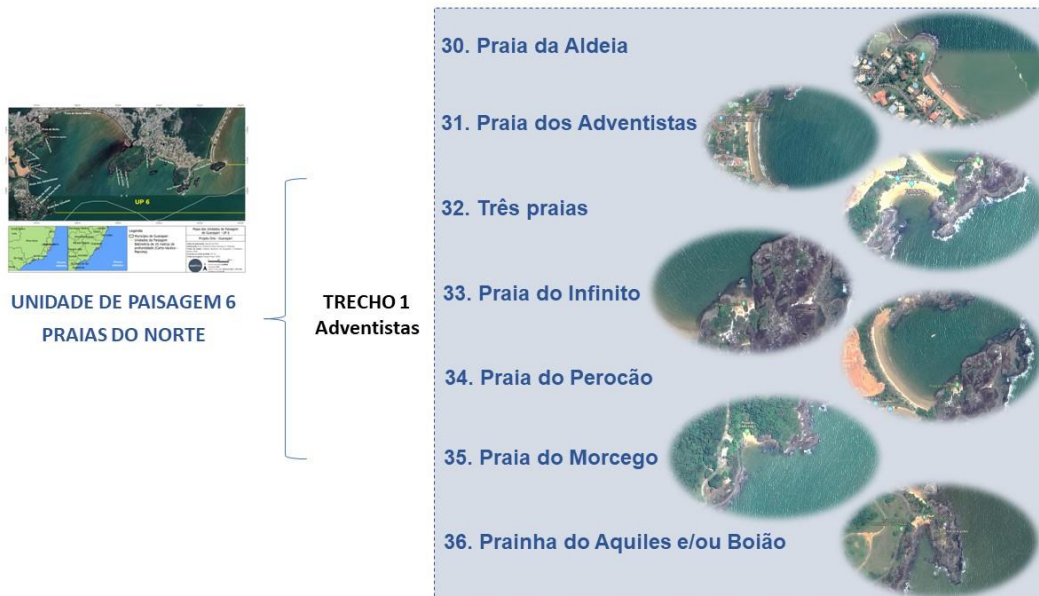 UP 6
UNIDADE DE PAISAGEM 6
PRAIAS DO NORTE
TRECHO 1
Adventistas
30. Praia da Aldeia
31. Praia dos Adventistas
32. Três praias
33. Praia do Infinito
34. Praia do Perocão
35. Praia do Morcego
36. Prainha do Aquiles e/ou Boião